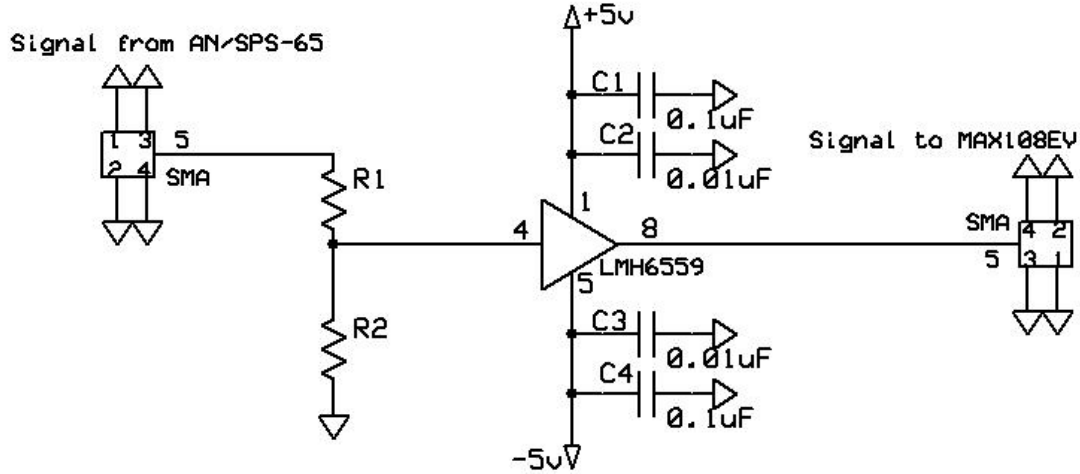 +5v
Signal from AN/SPS-65
C1
0.1uF
C2
0.01uF
Signal to MAX108EV
1 3 5
2 4
SMA
R1
1
4
8
SMA
4 2
5 3 1
LMH6559
5
R2
C3
0.01uF
C4
0.1uF
-5v